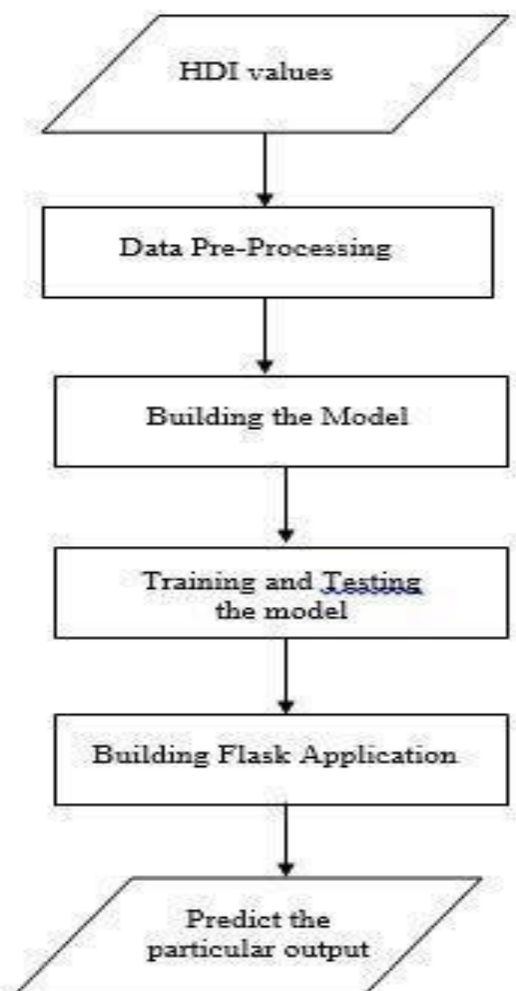 HDI values
Data Pre-Processing
Building the Model
Training and Testing
the model
Building Flask Application
Predict the
particular output